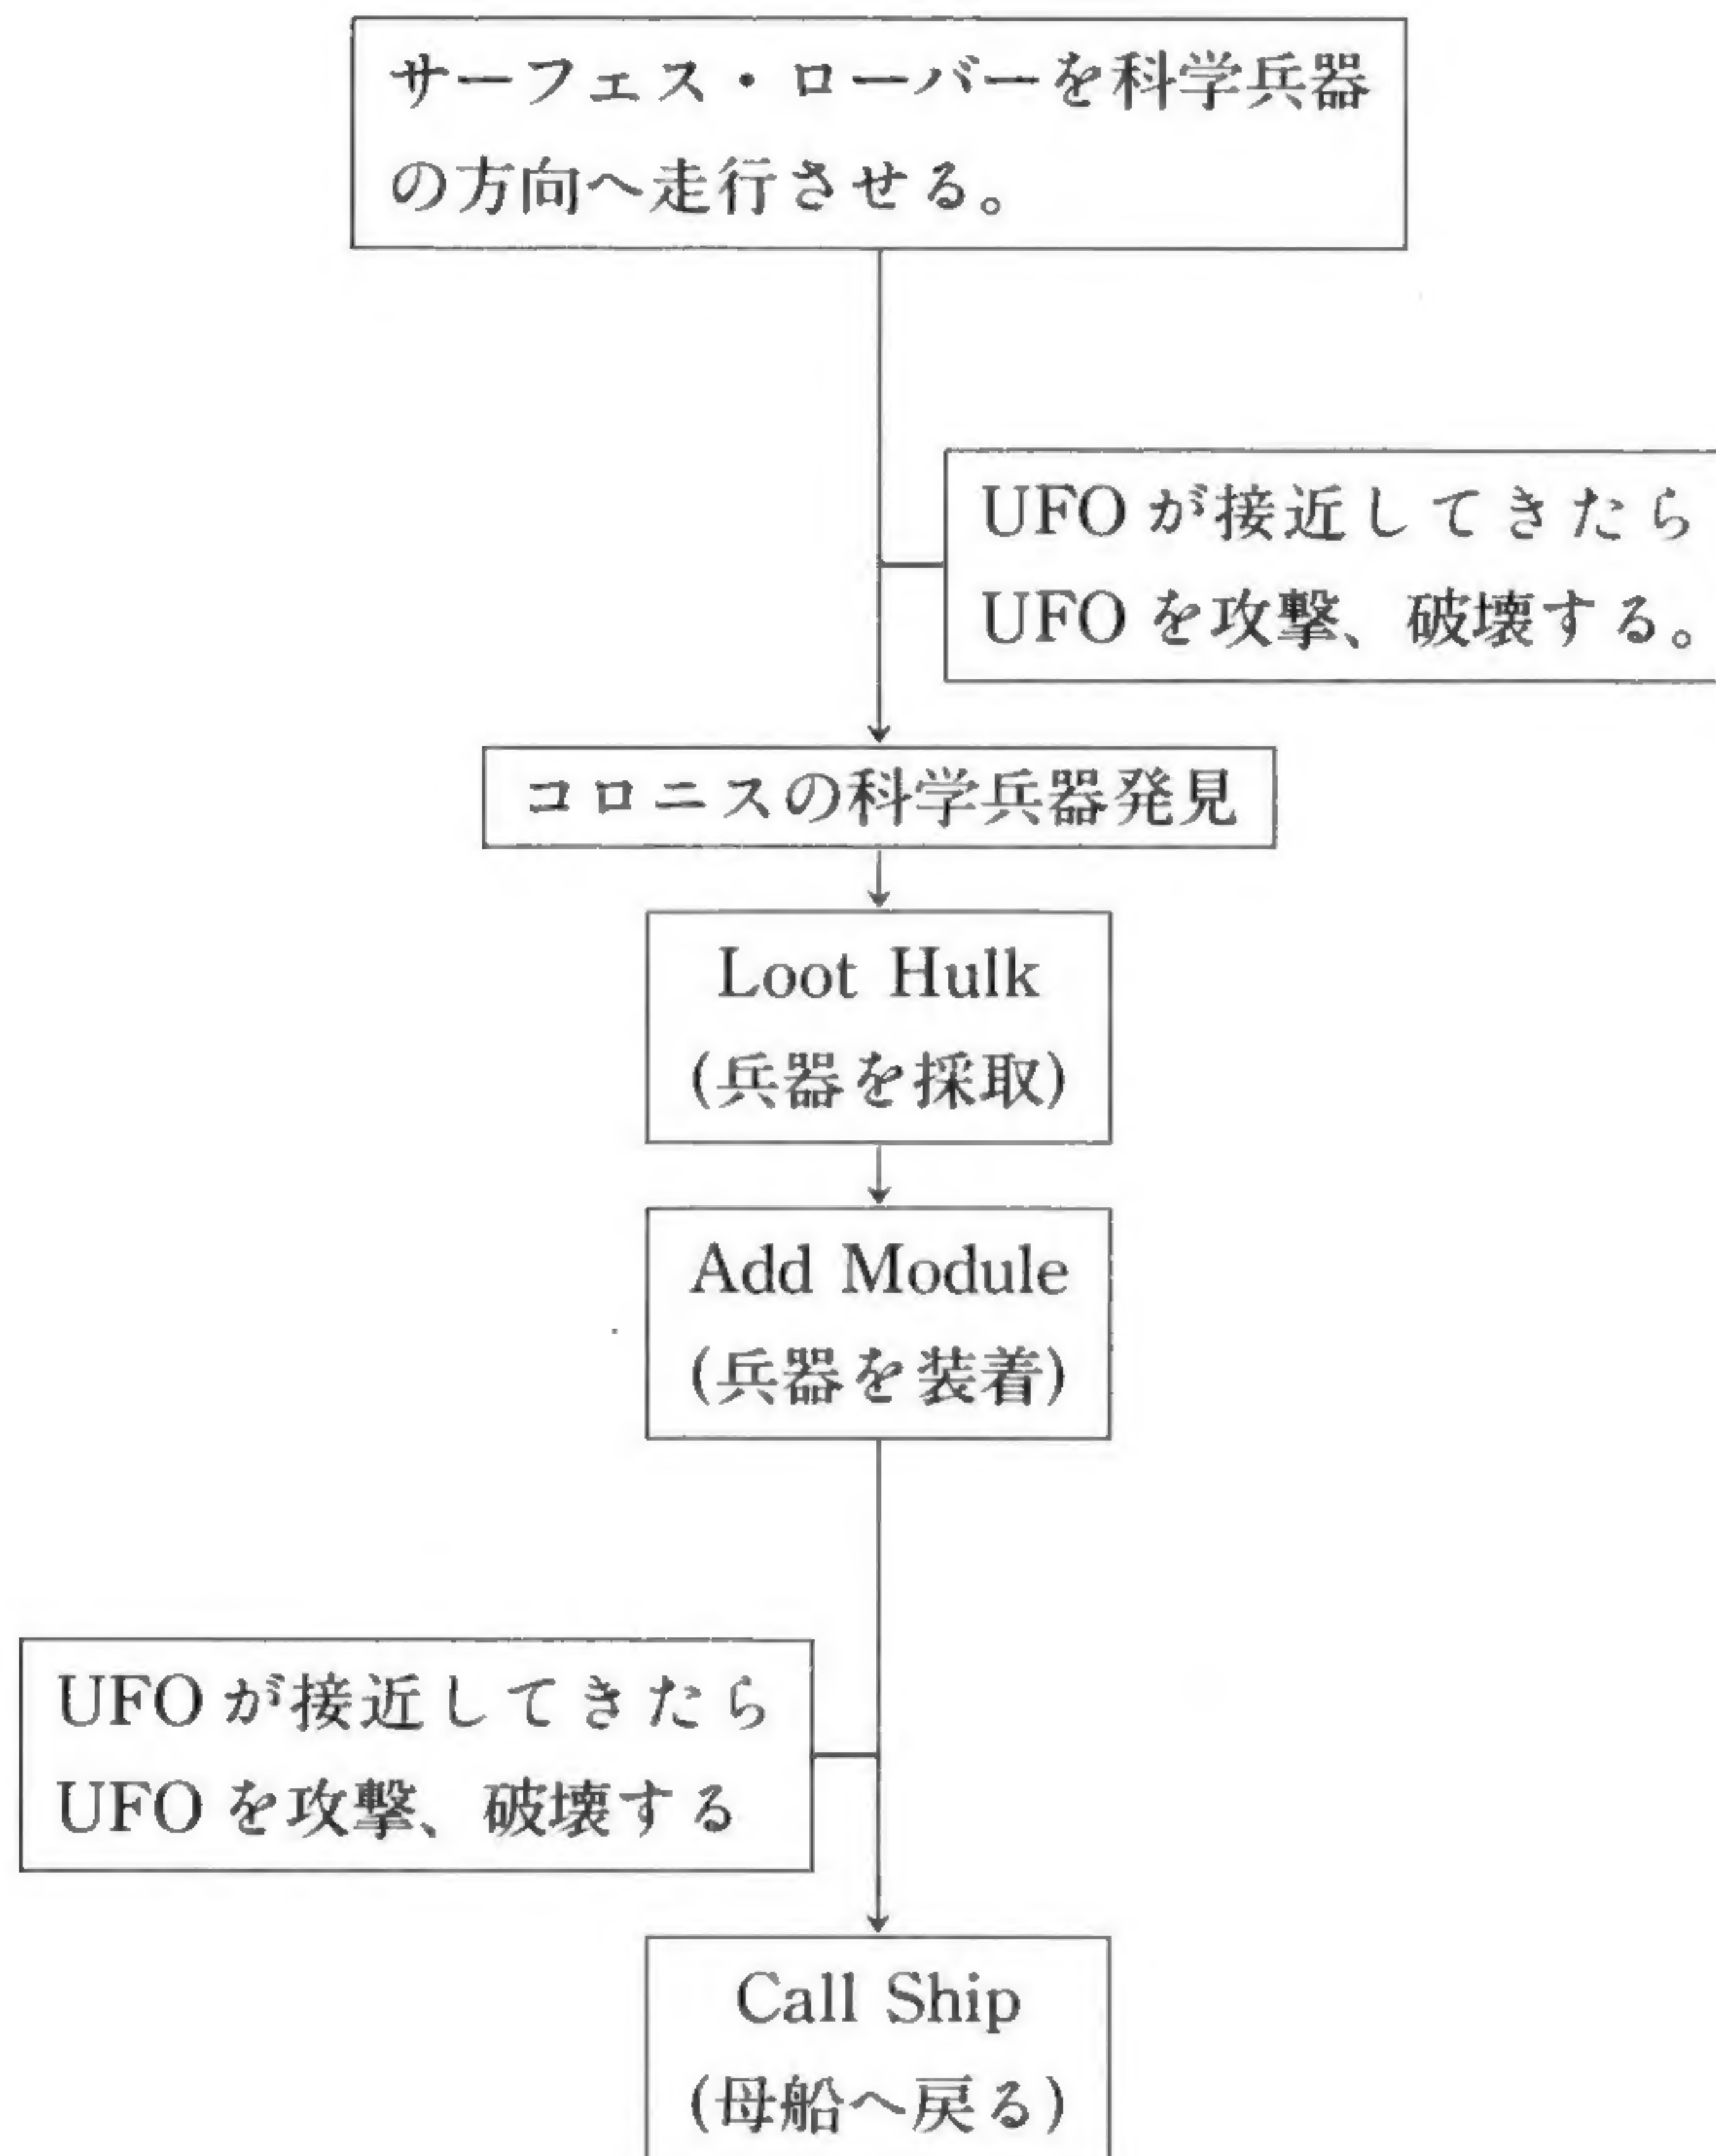 サーフェス・ローバーを科学兵器
の方向へ走行させる。
UFOが接近してきたら
UFOを攻撃、破壊する。
コロニスの科学兵器発見
Loot Hulk
(兵器を採取)
Add Module
(兵器を装着)
UFOが接近してきたら
UFOを攻撃、破壊する
Call Ship
(母船へ戻る)